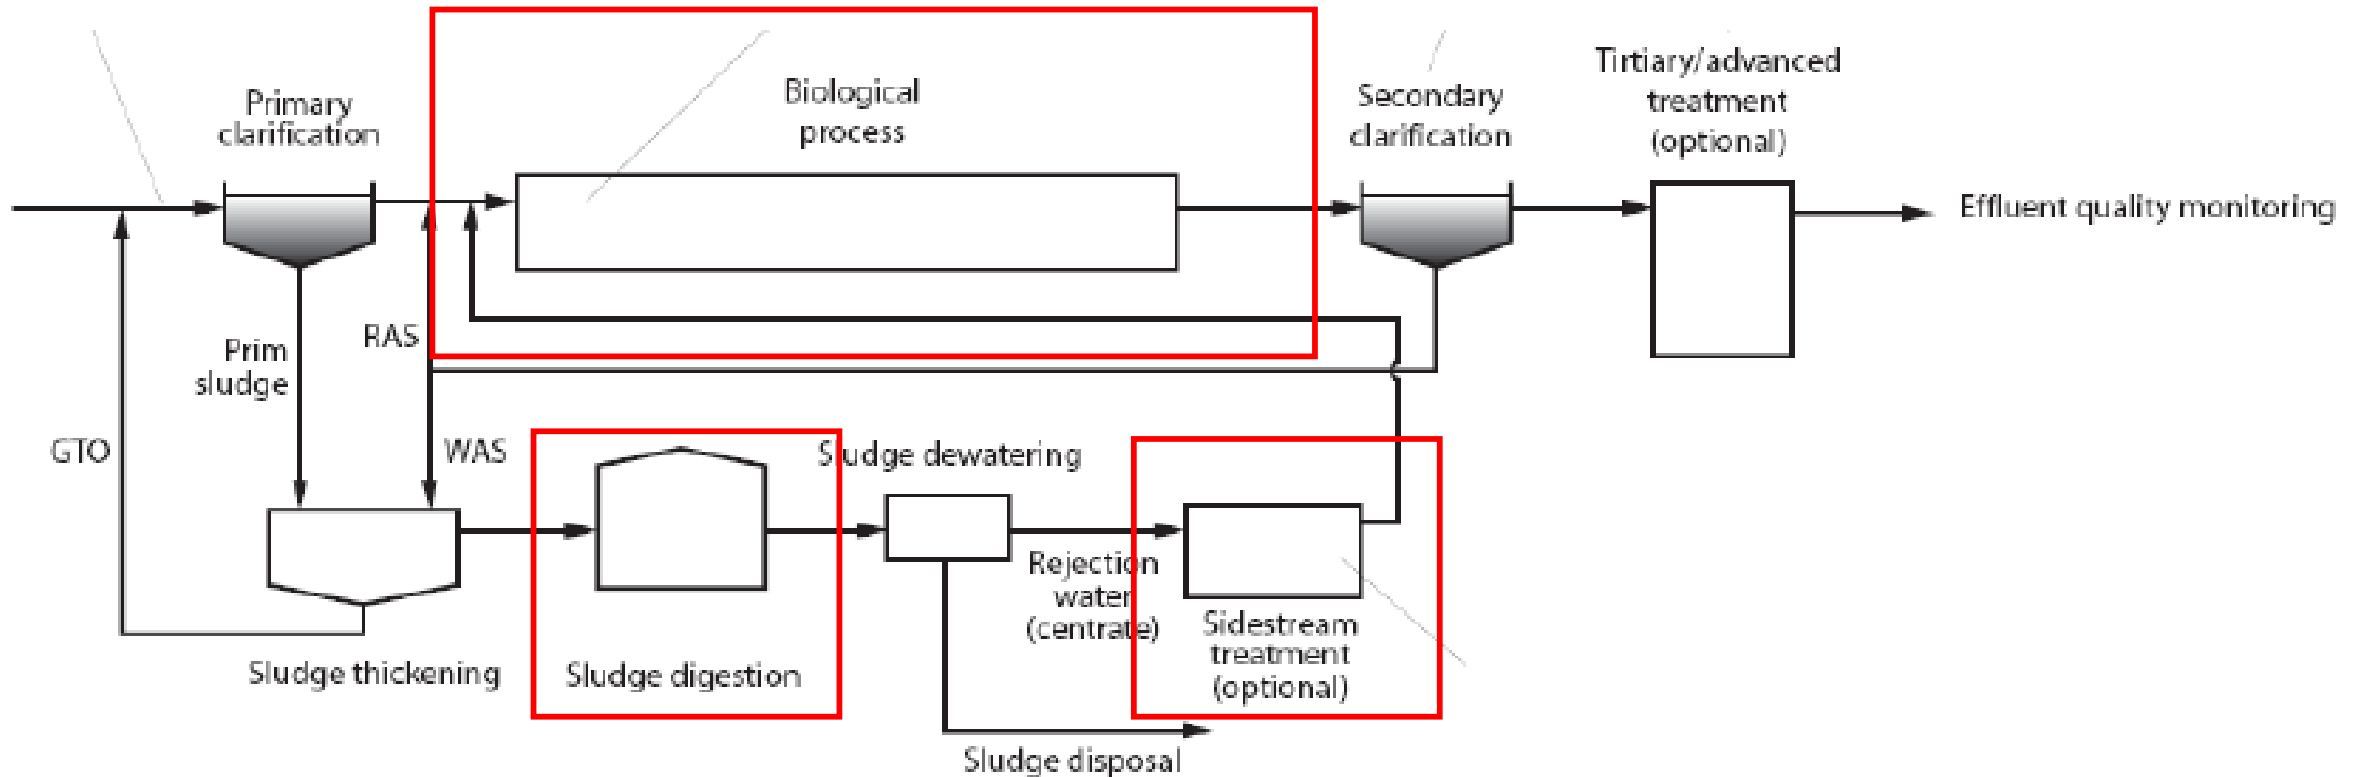 Primary
clarification
Biological
process
Secondary
clarification
Tirtiary/advanced
treatment
(optional)
Effluent quality monitoring
RAS
Prim
sludge
GTO
WAS
Sludge dewatering
Rejection
water
(centrate)
Sidestream
treatment
(optional)
Sludge thickening
Sludge digestion
Sludge disposal